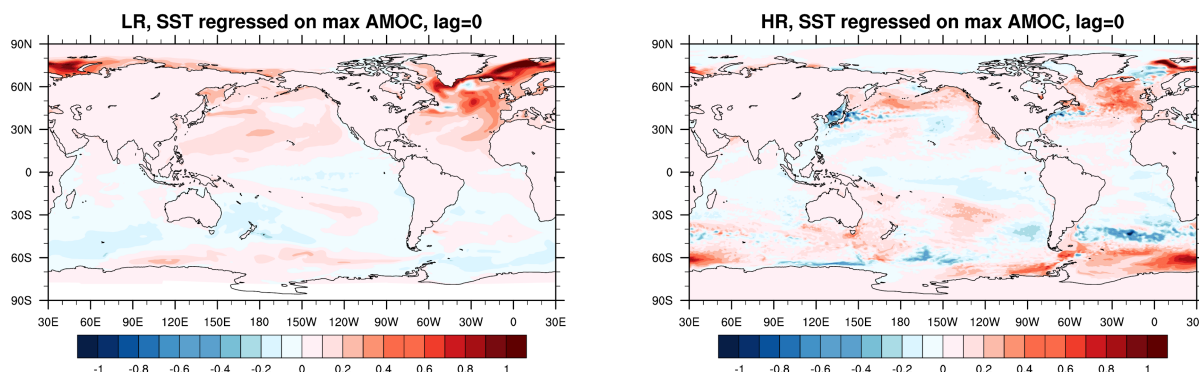 LR, SST regressed on max AMOC, lag=0
90N
60N
30N
0
30S
60S
90S
30E 60E 90E 120E 150E 180 150W 120W 90W 60W 30W 0 30E
-1 -0.8 -0.6 -0.4 -0.2 0 0.2 0.4 0.6 0.8 1
HR, SST regressed on max AMOC, lag=0
90N
60N
30N
0
30S
60S
90S
30E 60E 90E 120E 150E 180 150W 120W 90W 60W 30W 0 30E
-1 -0.8 -0.6 -0.4 -0.2 0 0.2 0.4 0.6 0.8 1